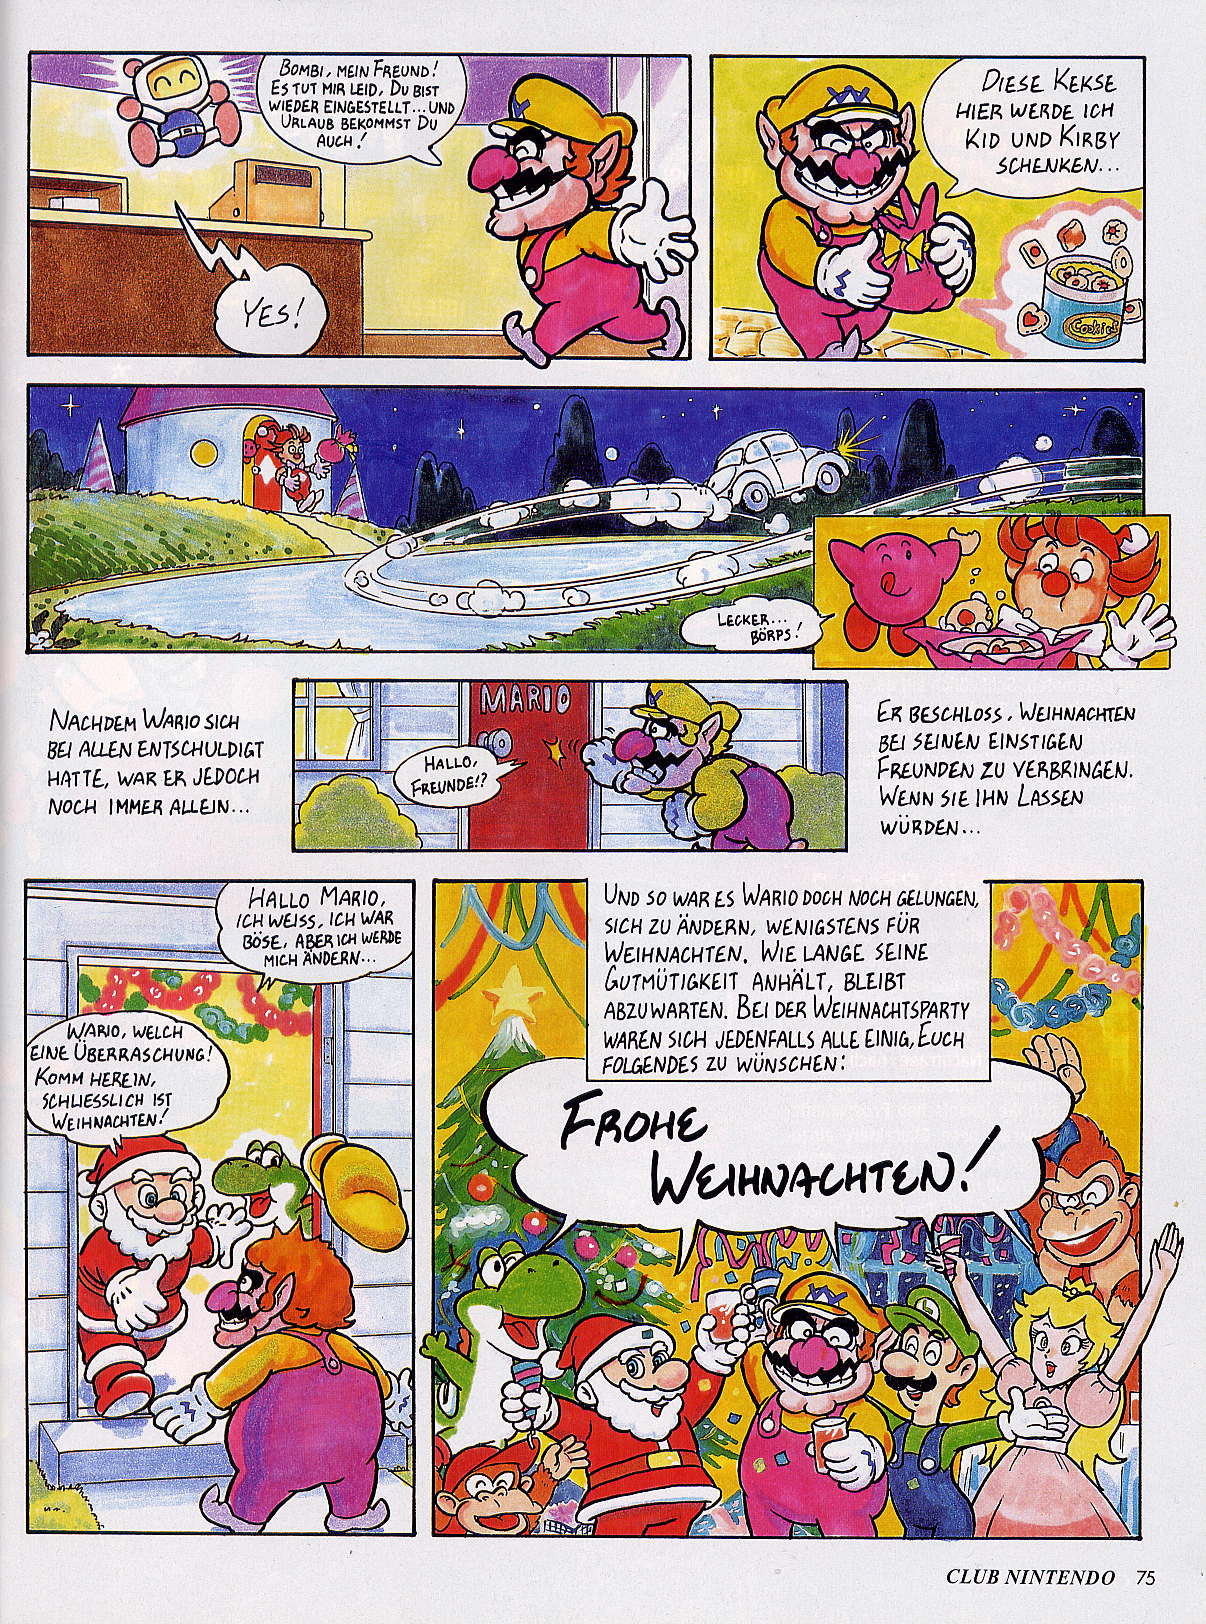 BOMBI, MEIN FREUND!
ES TUT MIR LEID, DU BIST
WIEDER EINGESTELLT...UND
URLAUB BEKOMMST DU
AUCH!
YES!
DIESE KEKSE
HIER WERDE ICH
KID UND KIRBY
SCHENKEN...
Cookies
LECKER...
BÖRPS!
NACHDEM WARIO SICH
BEI ALLEN ENTSCHULDIGT
HATTE, WAR ER JEDOCH
NOCH IMMER ALLEIN...
MARIO
HALLO,
FREUNDE!?
ER BESCHLOSS, WEIHNACHTEN
BEI SEINEN EINSTIGEN
FREUNDEN ZU VERBRINGEN.
WENN SIE IHN LASSEN
WÜRDEN...
HALLO MARIO,
ICH WEISS, ICH WAR
BÖSE, ABER ICH WERDE
MICH ÄNDERN...
WARIO, WELCH
EINE ÜBERRASCHUNG!
KOMM HEREIN,
SCHLIESSLICH IST
WEIHNACHTEN!
UND SO WAR ES WARIO DOCH NOCH GELUNGEN,
SICH ZU ÄNDERN, WENIGSTENS FÜR
WEIHNACHTEN. WIE LANGE SEINE
GUTMÜTIGKEIT ANHÄLT, BLEIBT
ABZUWARTEN. BEI DER WEIHNACHTSPARTY
WAREN SICH JEDENFALLS ALLE EINIG, EUCH
FOLGENDES ZU WÜNSCHEN:
FROHE
WEIHNACHTEN!
CLUB NINTENDO 75